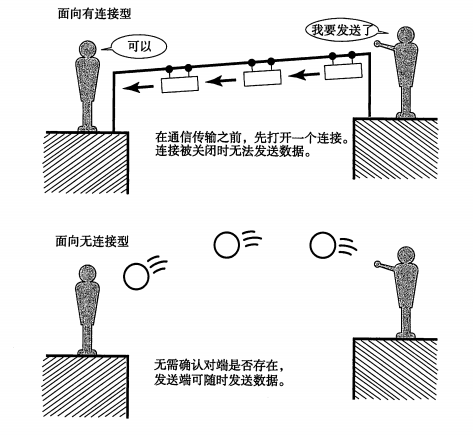 面向有连接型
我要发送了
可以
在通信传输之前，先打开一个连接。
连接被关闭时无法发送数据。
面向无连接型
无需确认对端是否存在，
发送端可随时发送数据。